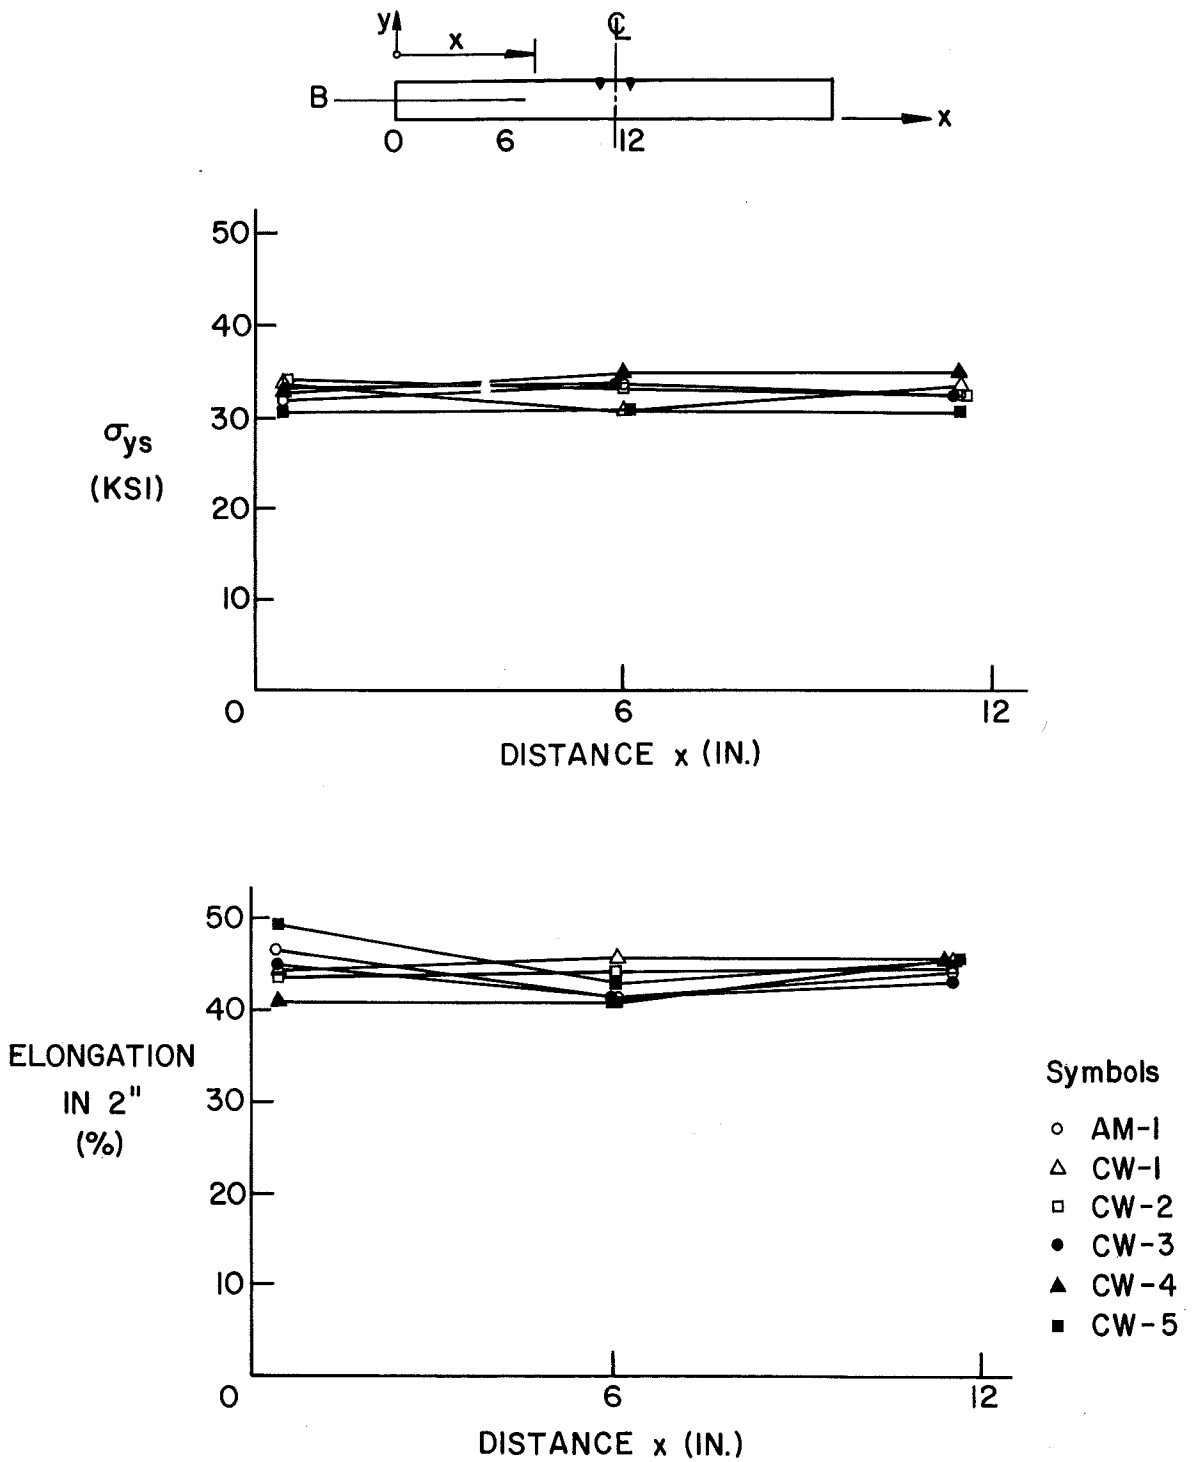 y
x
℄
B
x
0 6 12
50
40
30
20
10
σys
(KSI)
0 6 12
DISTANCE x (IN.)
50
40
30
20
10
ELONGATION
IN 2"
(%)
0 6 12
DISTANCE x (IN.)
Symbols
AM-1
CW-1
CW-2
CW-3
CW-4
CW-5